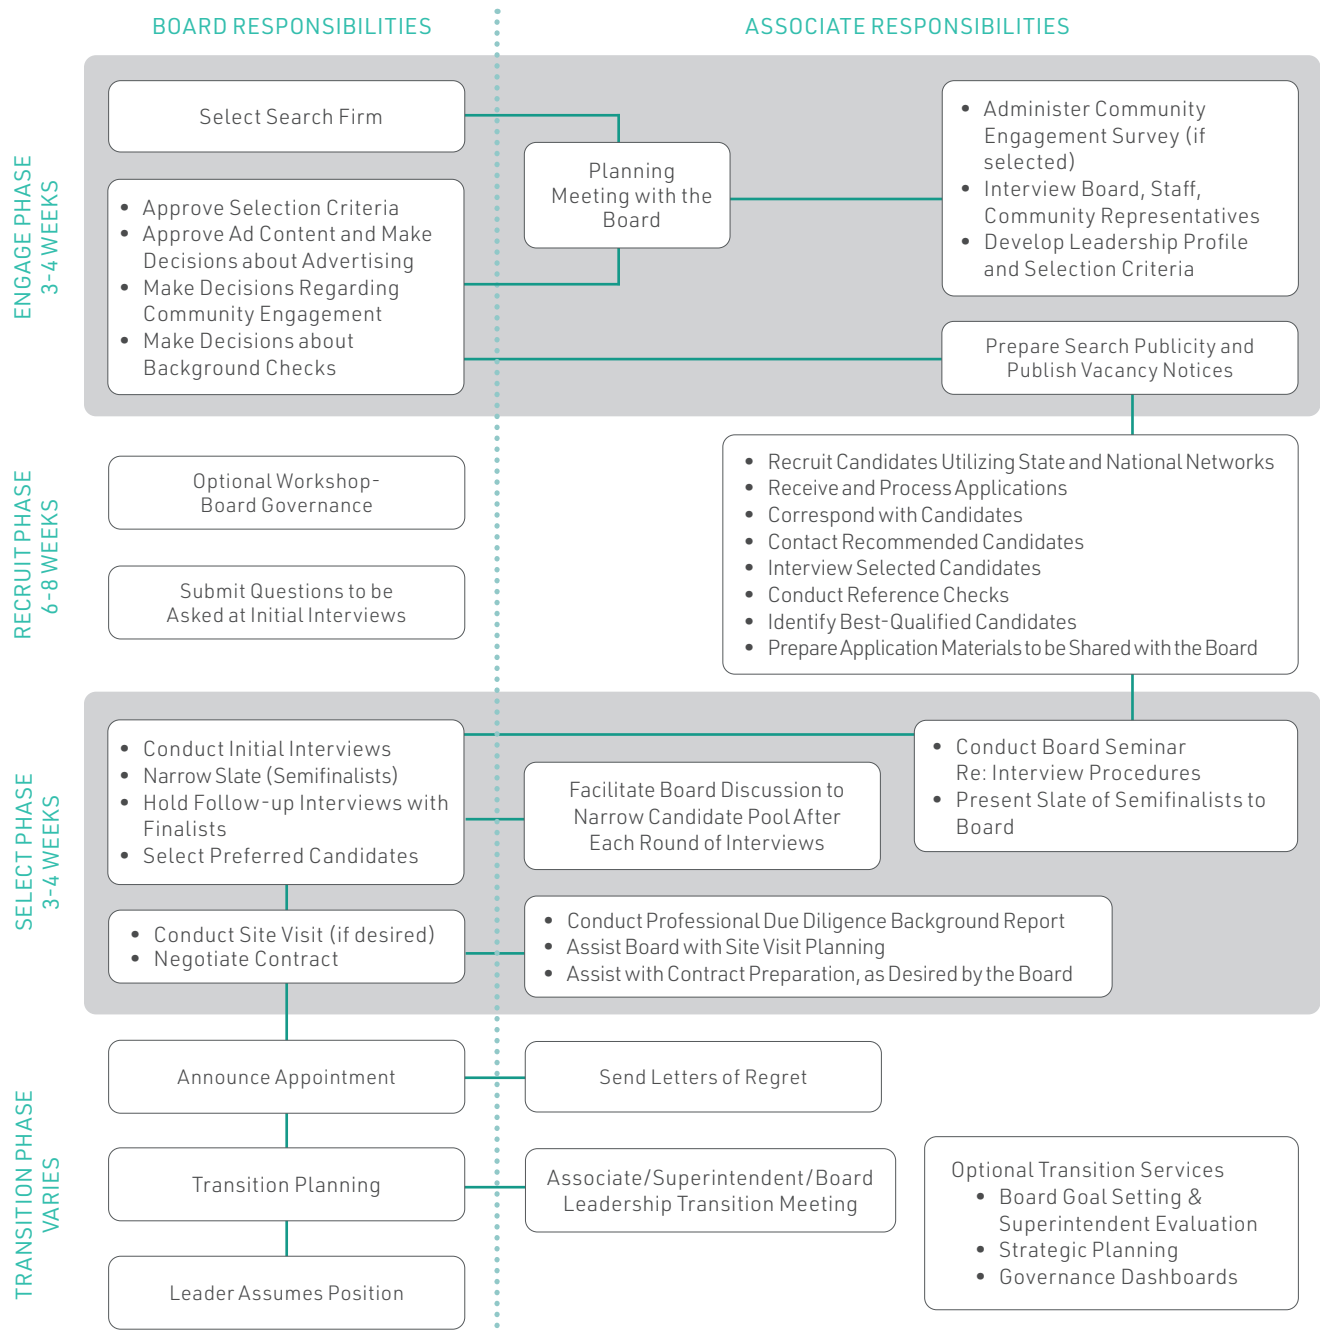 BOARD RESPONSIBILITIES
ASSOCIATE RESPONSIBILITIES
ENGAGE PHASE
3-4 WEEKS
Select Search Firm
• Approve Selection Criteria
• Approve Ad Content and Make
Decisions about Advertising
• Make Decisions Regarding
Community Engagement
• Make Decisions about
Background Checks
Planning
Meeting with the
Board
• Administer Community
Engagement Survey (if
selected)
• Interview Board, Staff,
Community Representatives
• Develop Leadership Profile
and Selection Criteria
Prepare Search Publicity and
Publish Vacancy Notices
RECRUIT PHASE
6-8 WEEKS
Optional Workshop-
Board Governance
Submit Questions to be
Asked at Initial Interviews
• Recruit Candidates Utilizing State and National Networks
• Receive and Process Applications
• Correspond with Candidates
• Contact Recommended Candidates
• Interview Selected Candidates
• Conduct Reference Checks
• Identify Best-Qualified Candidates
• Prepare Application Materials to be Shared with the Board
SELECT PHASE
3-4 WEEKS
• Conduct Initial Interviews
• Narrow Slate (Semifinalists)
• Hold Follow-up Interviews with
Finalists
• Select Preferred Candidates
Facilitate Board Discussion to
Narrow Candidate Pool After
Each Round of Interviews
• Conduct Board Seminar
Re: Interview Procedures
• Present Slate of Semifinalists to
Board
• Conduct Site Visit (if desired)
• Negotiate Contract
• Conduct Professional Due Diligence Background Report
• Assist Board with Site Visit Planning
• Assist with Contract Preparation, as Desired by the Board
TRANSITION PHASE
VARIES
Announce Appointment
Send Letters of Regret
Transition Planning
Associate/Superintendent/Board
Leadership Transition Meeting
Leader Assumes Position
Optional Transition Services
• Board Goal Setting &
Superintendent Evaluation
• Strategic Planning
• Governance Dashboards